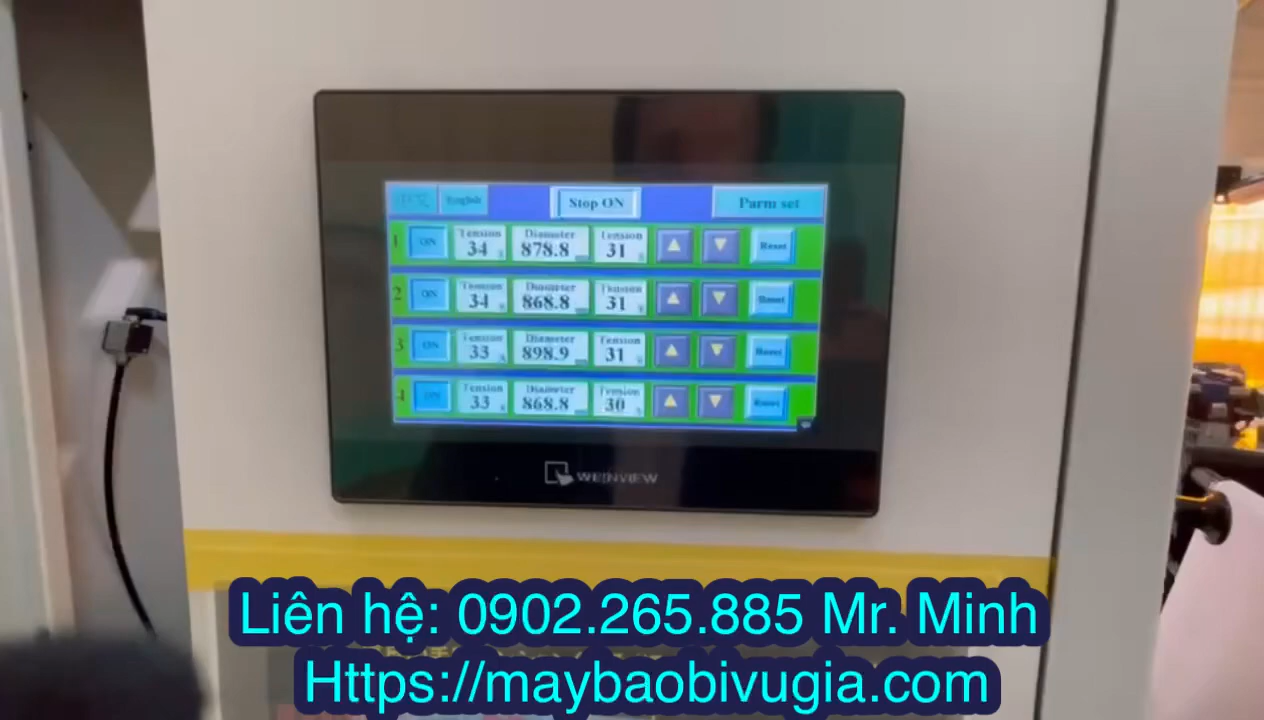 中文 English Stop ON Parm set
Tension Diameter Tension
1 ON 34 878.8 31 Reset
Tension Diameter Tension
2 ON 34 868.8 31 Reset
Tension Diameter Tension
3 ON 33 898.9 31 Reset
Tension Diameter Tension
4 ON 33 868.8 30 Reset
WEINVIEW
Liên hệ: 0902.265.885 Mr. Minh
Https://maybaobivugia.com